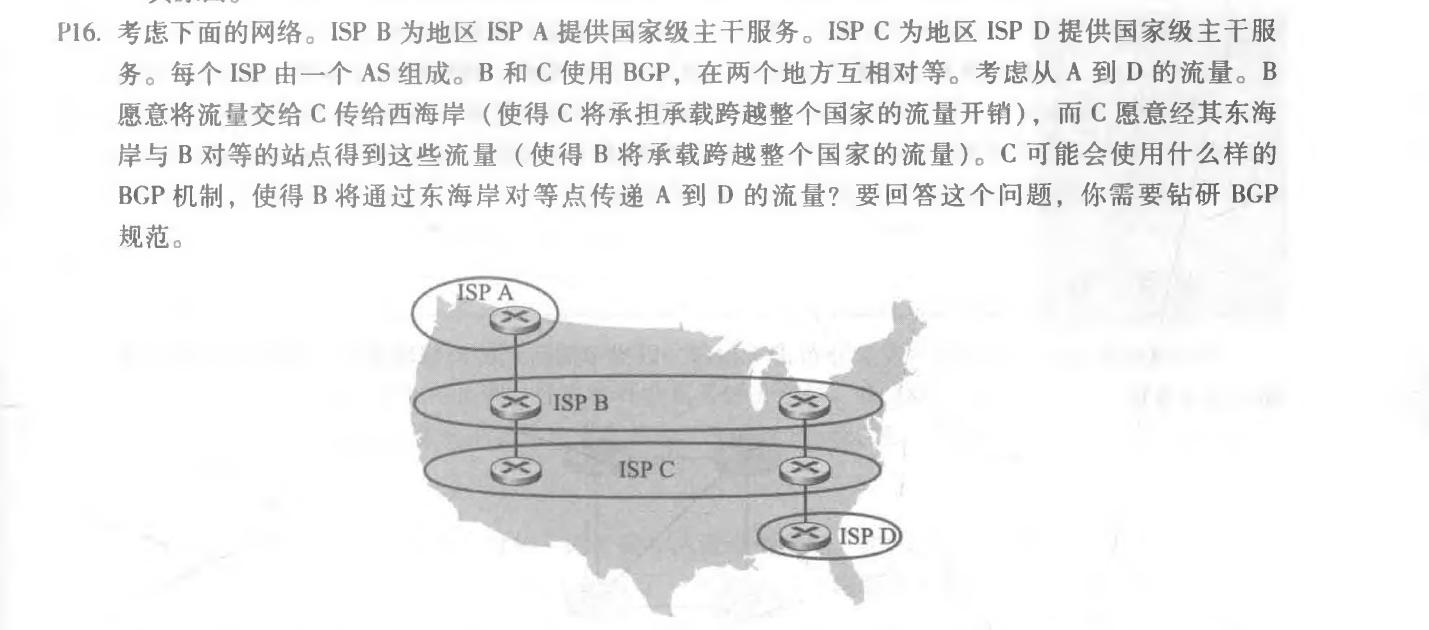 P16. 考虑下面的网络。ISP B 为地区 ISP A 提供国家级主干服务。ISP C 为地区 ISP D 提供国家级主干服
务。每个 ISP 由一个 AS 组成。B 和 C 使用 BGP，在两个地方互相对等。考虑从 A 到 D 的流量。B
愿意将流量交给 C 传给西海岸（使得 C 将承担承载跨越整个国家的流量开销），而 C 愿意经其东海
岸与 B 对等的站点得到这些流量（使得 B 将承载跨越整个国家的流量）。C 可能会使用什么样的
BGP 机制，使得 B 将通过东海岸对等点传递 A 到 D 的流量？要回答这个问题，你需要钻研 BGP
规范。
ISP A
ISP B
ISP C
ISP D